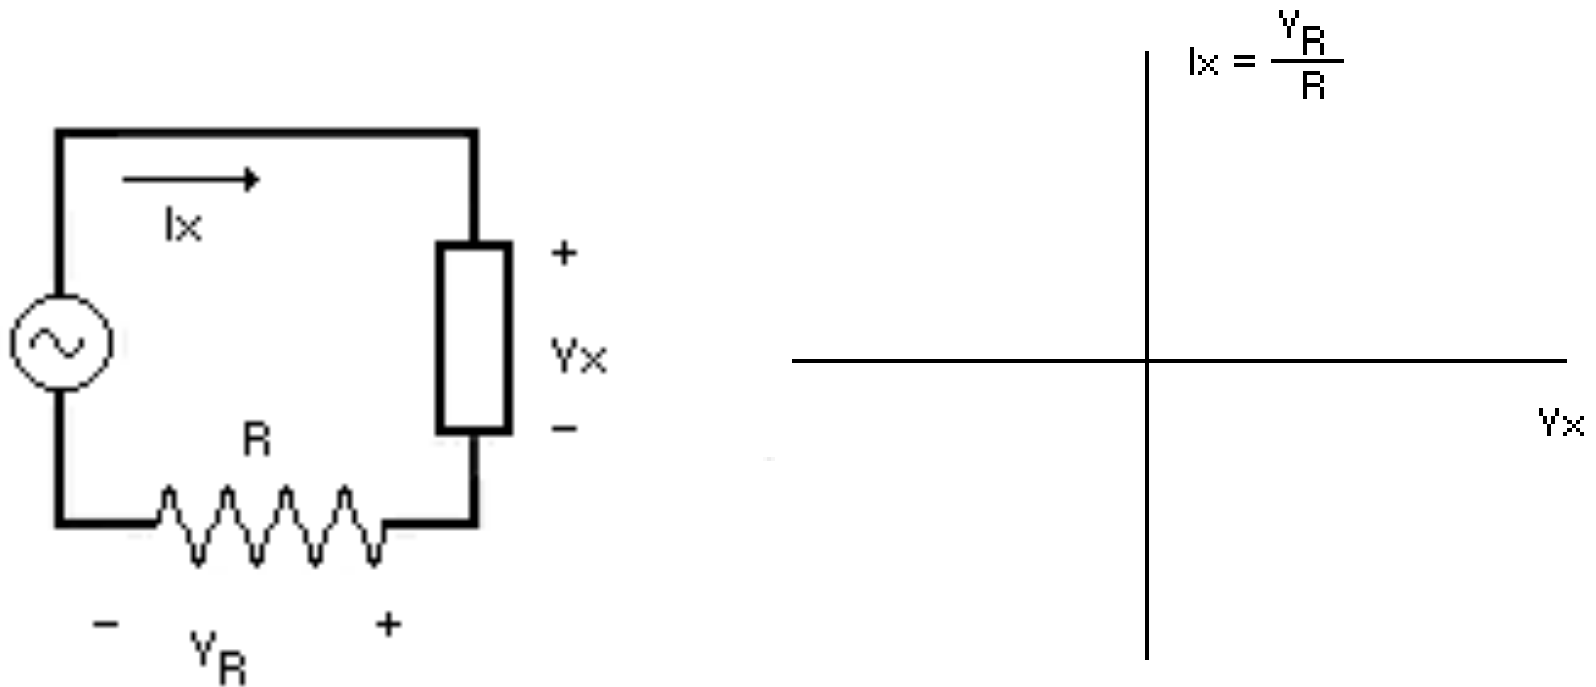 Ix
+
Vx
−
R
− V_R +
Ix = V_R / R
Vx